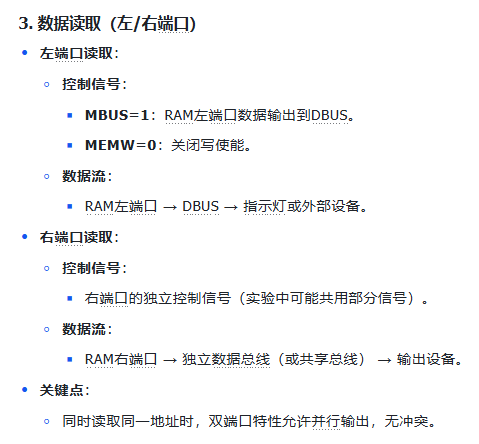 3. 数据读取（左/右端口）
• 左端口读取：
◦ 控制信号：
▪ MBUS=1：RAM左端口数据输出到DBUS。
▪ MEMW=0：关闭写使能。
◦ 数据流：
▪ RAM左端口 → DBUS → 指示灯或外部设备。
• 右端口读取：
◦ 控制信号：
▪ 右端口的独立控制信号（实验中可能共用部分信号）。
◦ 数据流：
▪ RAM右端口 → 独立数据总线（或共享总线） → 输出设备。
• 关键点：
◦ 同时读取同一地址时，双端口特性允许并行输出，无冲突。